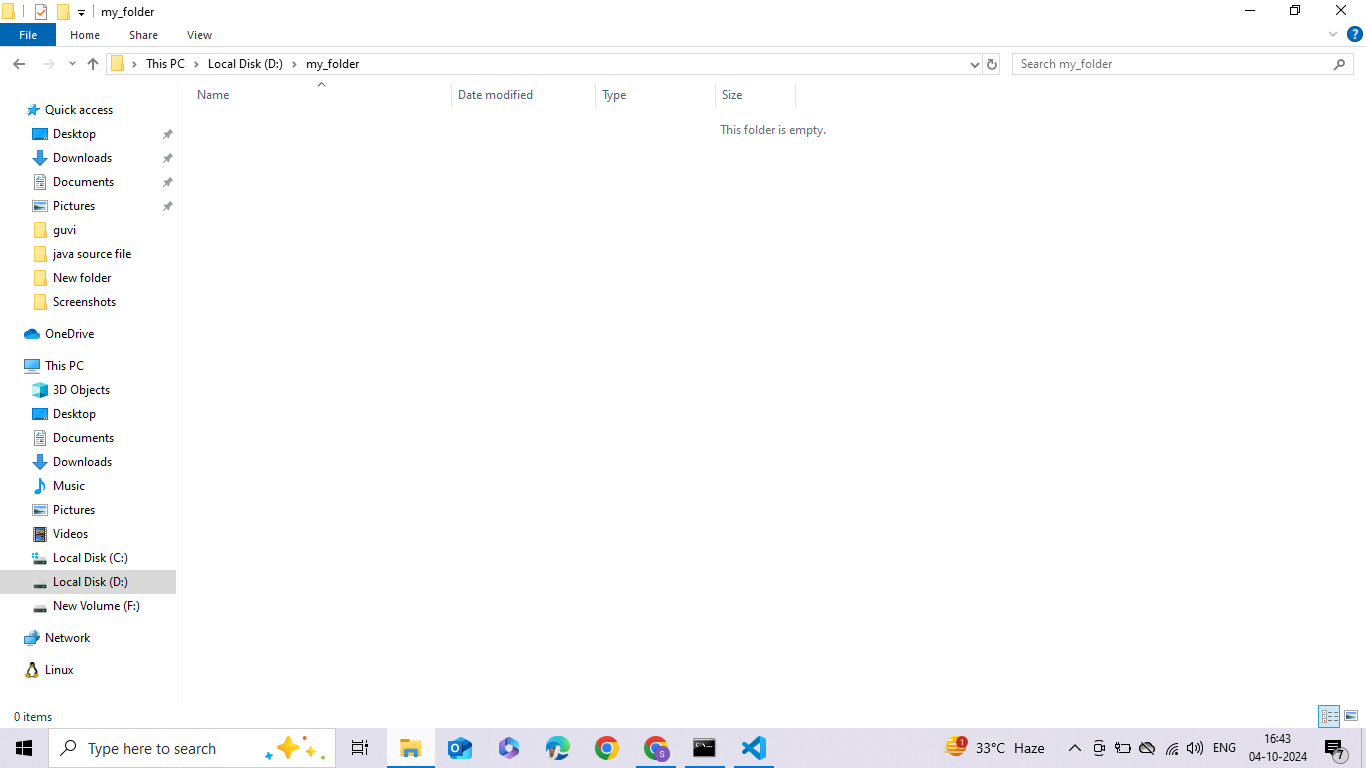 my_folder
File Home Share View
This PC Local Disk (D:) my_folder Search my_folder
Name Date modified Type Size
This folder is empty.
Quick access
Desktop
Downloads
Documents
Pictures
guvi
java source file
New folder
Screenshots
OneDrive
This PC
3D Objects
Desktop
Documents
Downloads
Music
Pictures
Videos
Local Disk (C:)
Local Disk (D:)
New Volume (F:)
Network
Linux
0 items
Type here to search
S
1
33°C Haze
ENG
16:43
04-10-2024
7